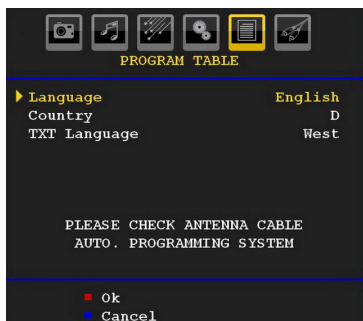 PROGRAM TABLE
Language English
Country D
TXT Language West
PLEASE CHECK ANTENNA CABLE
AUTO. PROGRAMMING SYSTEM
Ok
Cancel